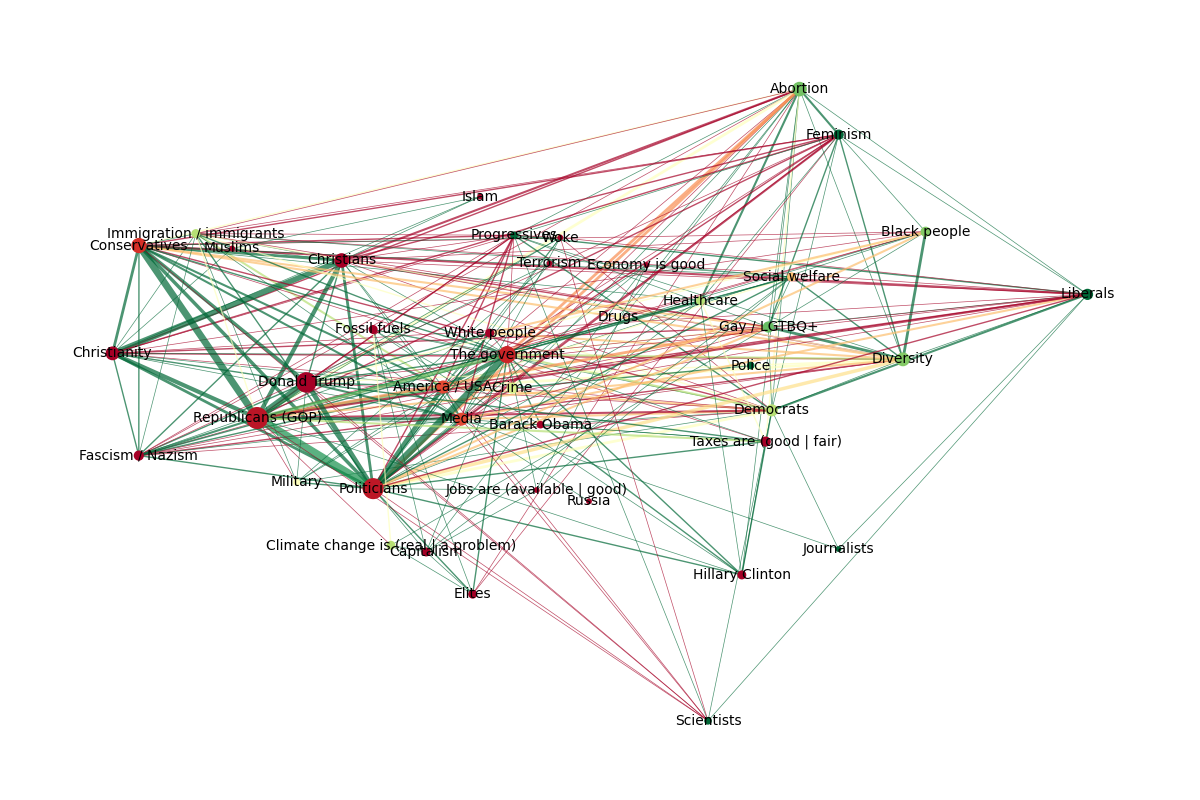 Abortion
Feminism
Islam
Immigration / immigrants
Progressives
Woke
Black people
Conservatives
Muslims
Christians
Terrorism
Economy is good
Social welfare
Liberals
Healthcare
Drugs
Fossil fuels
White people
Gay / LGTBQ+
Christianity
The government
Diversity
Police
Donald Trump
America / USA
Crime
Democrats
Republicans (GOP)
Media
Barack Obama
Taxes are (good | fair)
Fascism / Nazism
Military
Politicians
Jobs are (available | good)
Russia
Climate change is (real | a problem)
Capitalism
Journalists
Hillary Clinton
Elites
Scientists